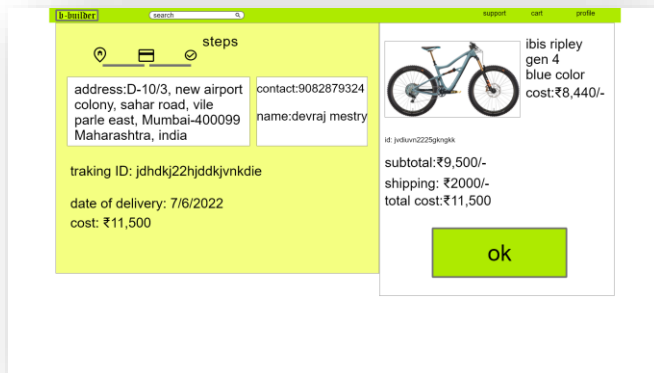 b-builder
search
support
cart
profile
steps
address:D-10/3, new airport
colony, sahar road, vile
parle east, Mumbai-400099
Maharashtra, india
contact:9082879324
name:devraj mestry
traking ID: jdhdkj22hjddkjvnkdie
date of delivery: 7/6/2022
cost: ₹11,500
ibis ripley
gen 4
blue color
cost:₹8,440/-
id: jvdiuvn2225gkngkk
subtotal:₹9,500/-
shipping: ₹2000/-
total cost:₹11,500
ok